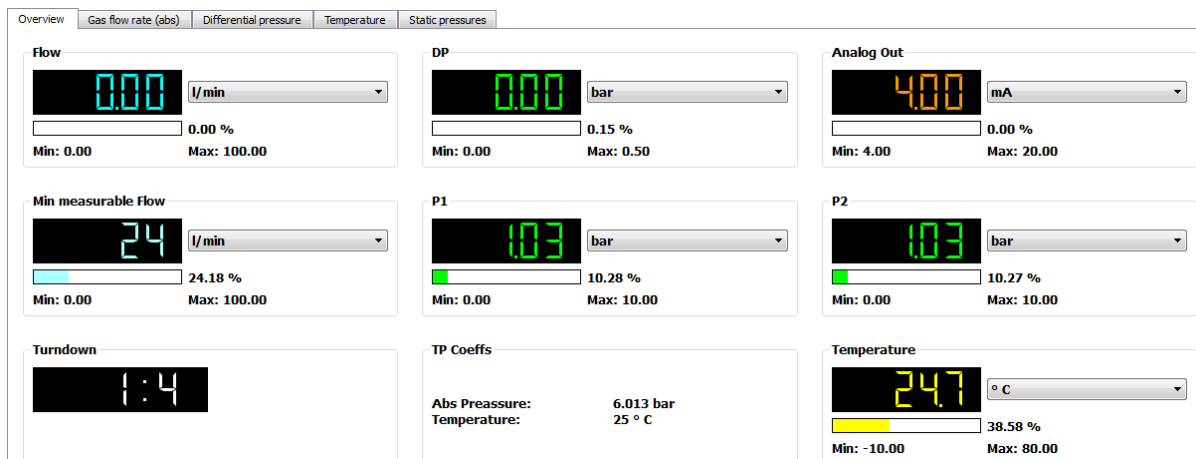 Overview Gas flow rate (abs) Differential pressure Temperature Static pressures
Flow
0.00 l/min
0.00 %
Min: 0.00 Max: 100.00
DP
0.00 bar
0.15 %
Min: 0.00 Max: 0.50
Analog Out
4.00 mA
0.00 %
Min: 4.00 Max: 20.00
Min measurable Flow
24 l/min
24.18 %
Min: 0.00 Max: 100.00
P1
1.03 bar
10.28 %
Min: 0.00 Max: 10.00
P2
1.03 bar
10.27 %
Min: 0.00 Max: 10.00
Turndown
1:4
TP Coeffs
Abs Preassure: 6.013 bar
Temperature: 25 ° C
Temperature
24.7 ° C
38.58 %
Min: -10.00 Max: 80.00